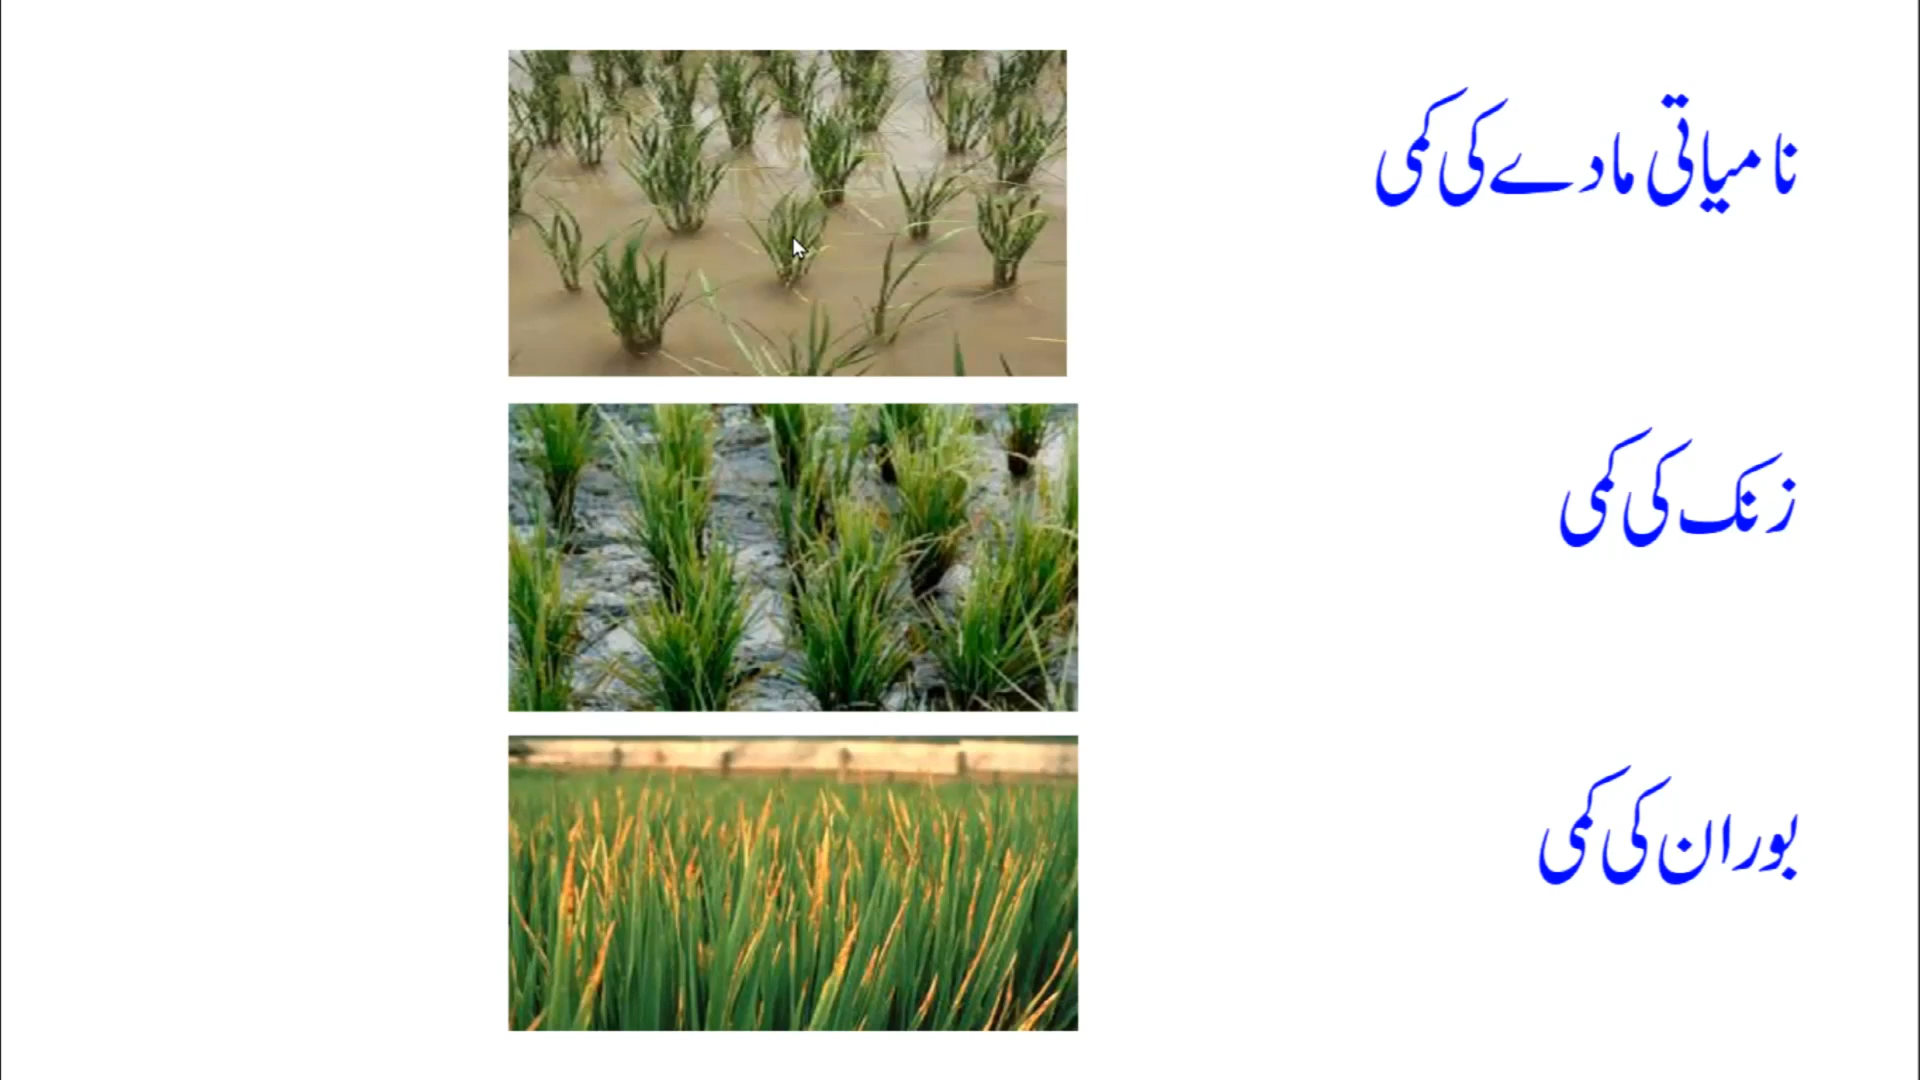 نامیاتی مادے کی کمی
زنک کی کمی
بوران کی کمی